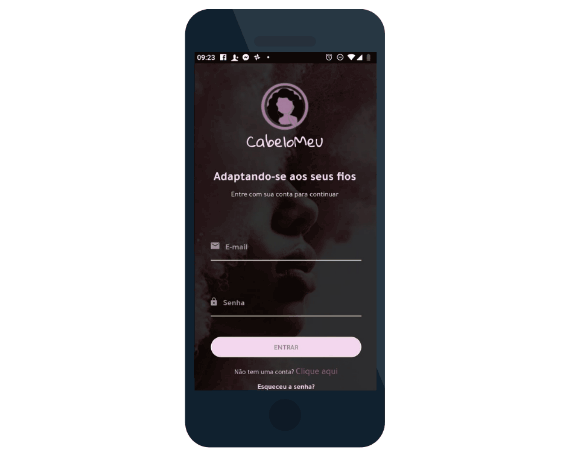 09:23
CabeloMeu
Adaptando-se aos seus fios
Entre com sua conta para continuar
E-mail
Senha
ENTRAR
Não tem uma conta? Clique aqui
Esqueceu a senha?